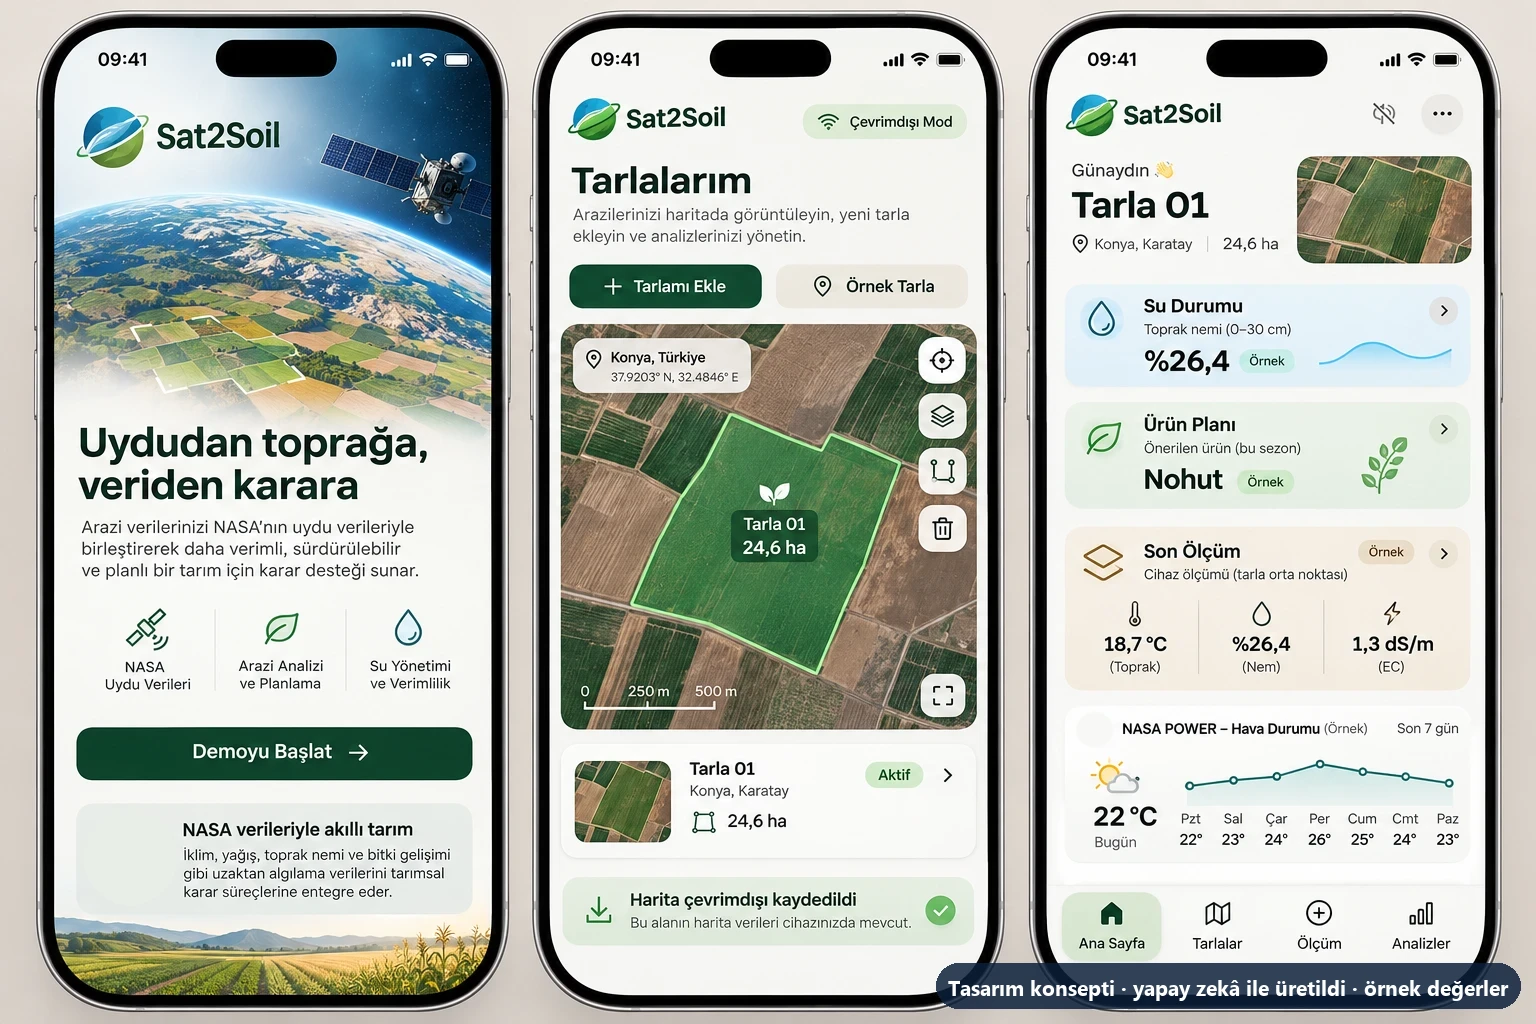 09:41
Sat2Soil
Uydudan toprağa,
veriden karara
Arazi verilerinizi NASA'nın uydu verileriyle
birleştirerek daha verimli, sürdürülebilir
ve planlı bir tarım için karar desteği sunar.
NASA
Uydu Verileri
Arazi Analizi
ve Planlama
Su Yönetimi
ve Verimlilik
Demoyu Başlat →
NASA verileriyle akıllı tarım
İklim, yağış, toprak nemi ve bitki gelişimi
gibi uzaktan algılama verilerini tarımsal
karar süreçlerine entegre eder.
09:41
Sat2Soil
Çevrimdışı Mod
Tarlalarım
Arazilerinizi haritada görüntüleyin, yeni tarla
ekleyin ve analizlerinizi yönetin.
+ Tarlamı Ekle
Örnek Tarla
Konya, Türkiye
37.9203° N, 32.4846° E
Tarla 01
24,6 ha
0 250 m 500 m
Tarla 01
Konya, Karatay
24,6 ha
Aktif
Harita çevrimdışı kaydedildi
Bu alanın harita verileri cihazınızda mevcut.
09:41
Sat2Soil
Günaydın 👋
Tarla 01
Konya, Karatay | 24,6 ha
Su Durumu
Toprak nemi (0–30 cm)
%26,4 Örnek
Ürün Planı
Önerilen ürün (bu sezon)
Nohut Örnek
Son Ölçüm Örnek
Cihaz ölçümü (tarla orta noktası)
18,7 °C
(Toprak)
%26,4
(Nem)
1,3 dS/m
(EC)
NASA POWER – Hava Durumu (Örnek) Son 7 gün
22 °C
Bugün
Pzt Sal Çar Per Cum Cmt Paz
22° 23° 24° 26° 25° 24° 23°
Ana Sayfa
Tarlalar
Ölçüm
Analizler
Tasarım konsepti · yapay zekâ ile üretildi · örnek değerler